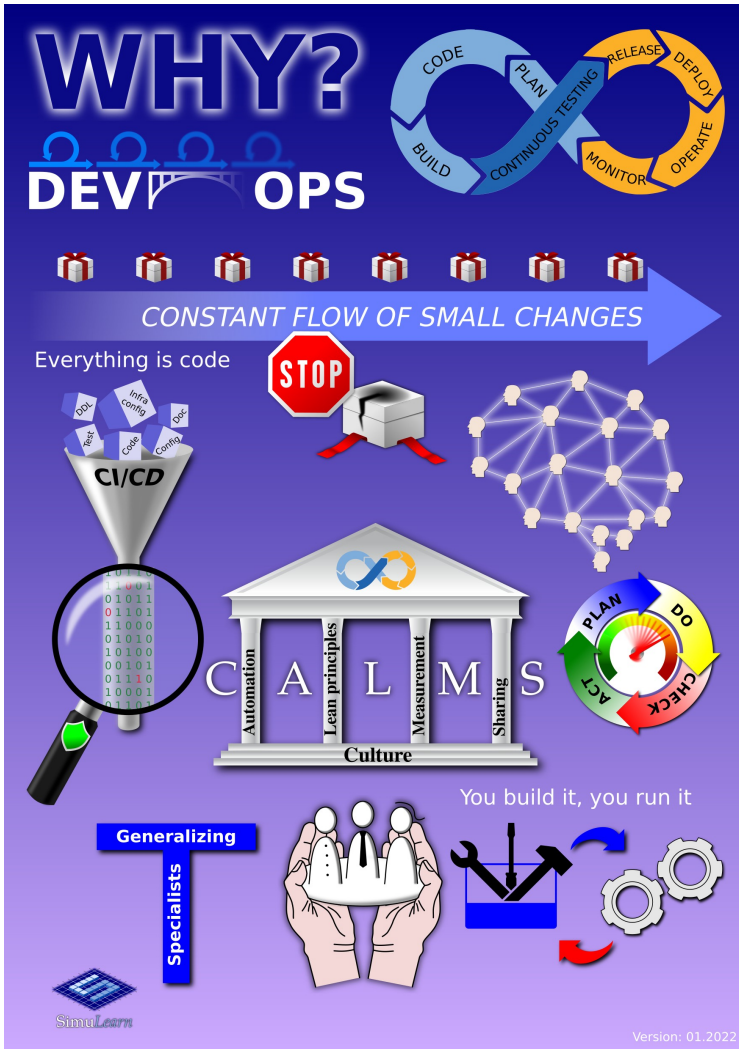 WHY?
DEV OPS
CODE
PLAN
BUILD
CONTINUOUS TESTING
RELEASE
DEPLOY
OPERATE
MONITOR
CONSTANT FLOW OF SMALL CHANGES
Everything is code
STOP
DDL
Infra
config
Doc
Test
Code
Config
CI/CD
PLAN
DO
CHECK
ACT
C A L M S
Automation
Lean principles
Measurement
Sharing
Culture
You build it, you run it
Generalizing
Specialists
SimuLearn
Version: 01.2022